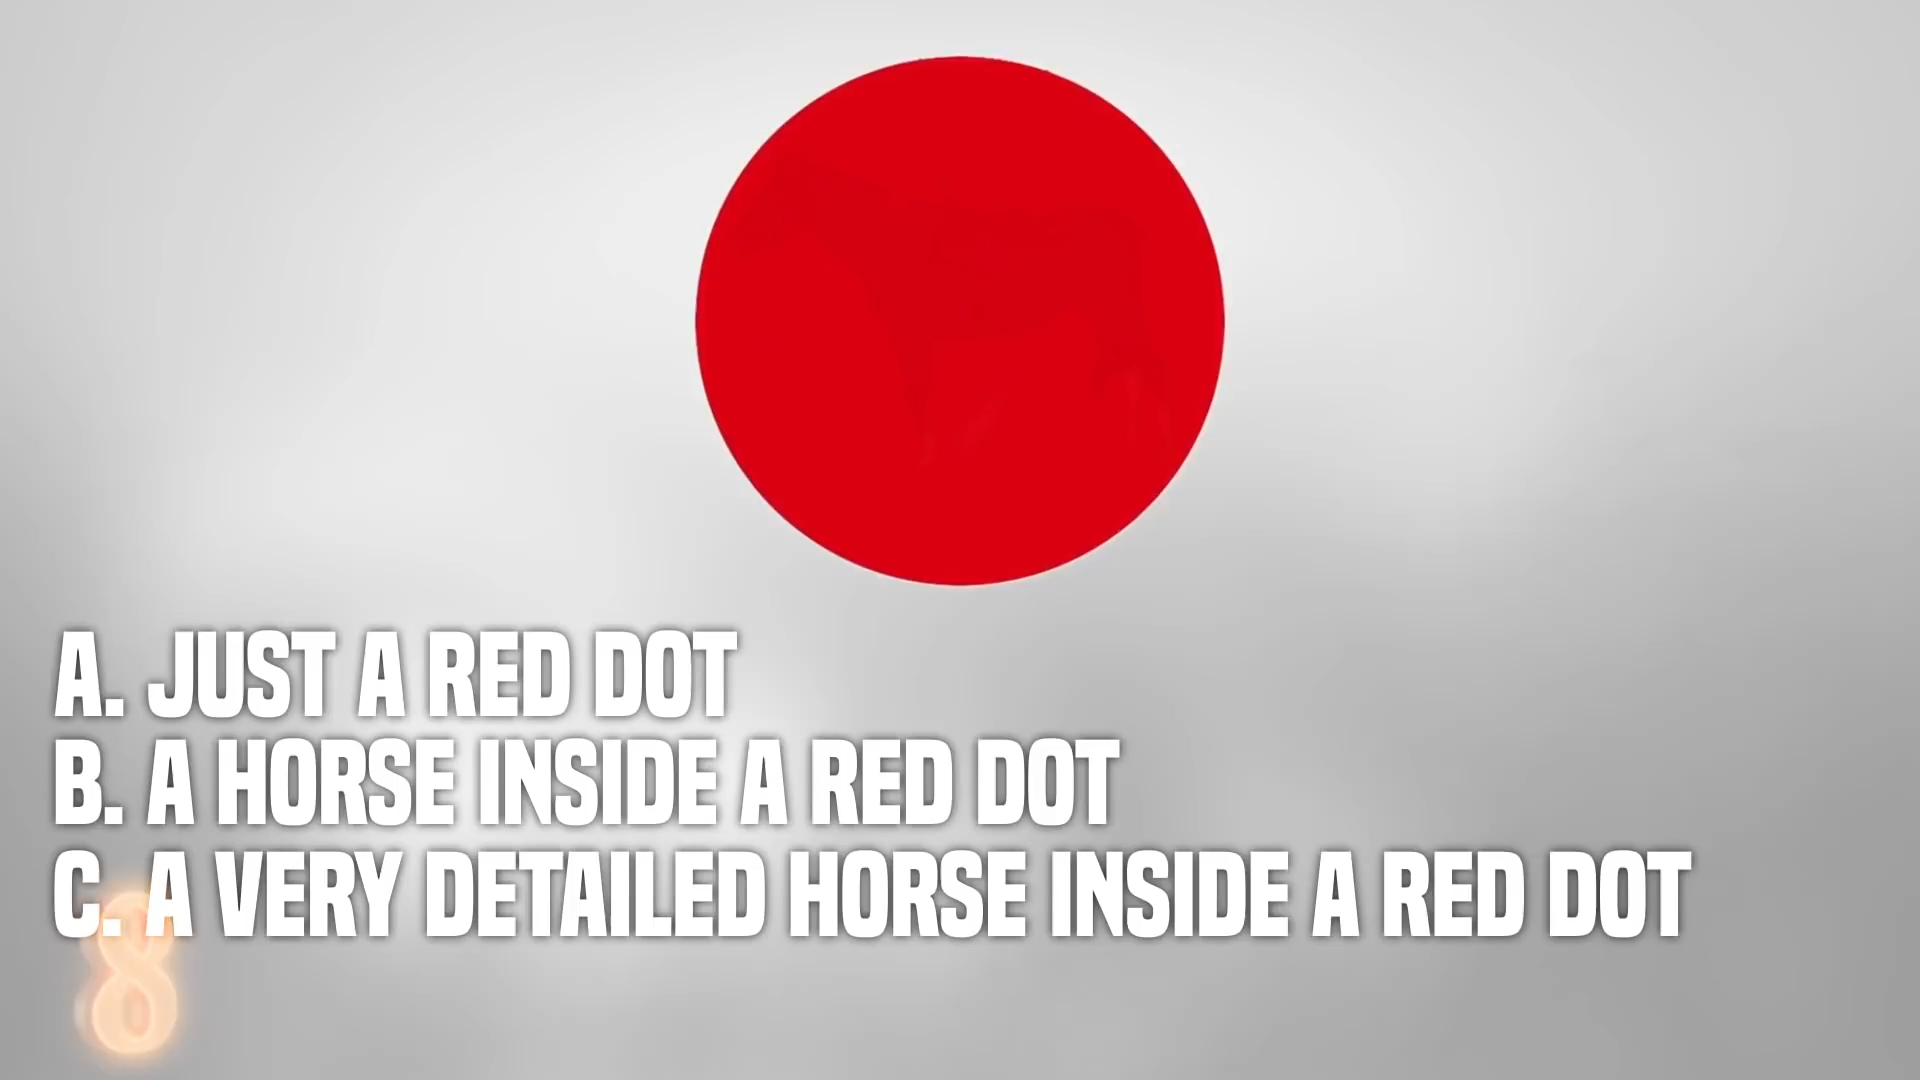 A. JUST A RED DOT
B. A HORSE INSIDE A RED DOT
C. A VERY DETAILED HORSE INSIDE A RED DOT
8